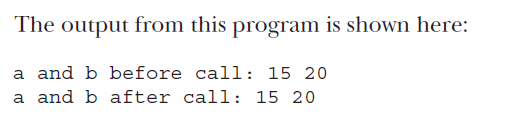 The output from this program is shown here:
a and b before call: 15 20
a and b after call: 15 20